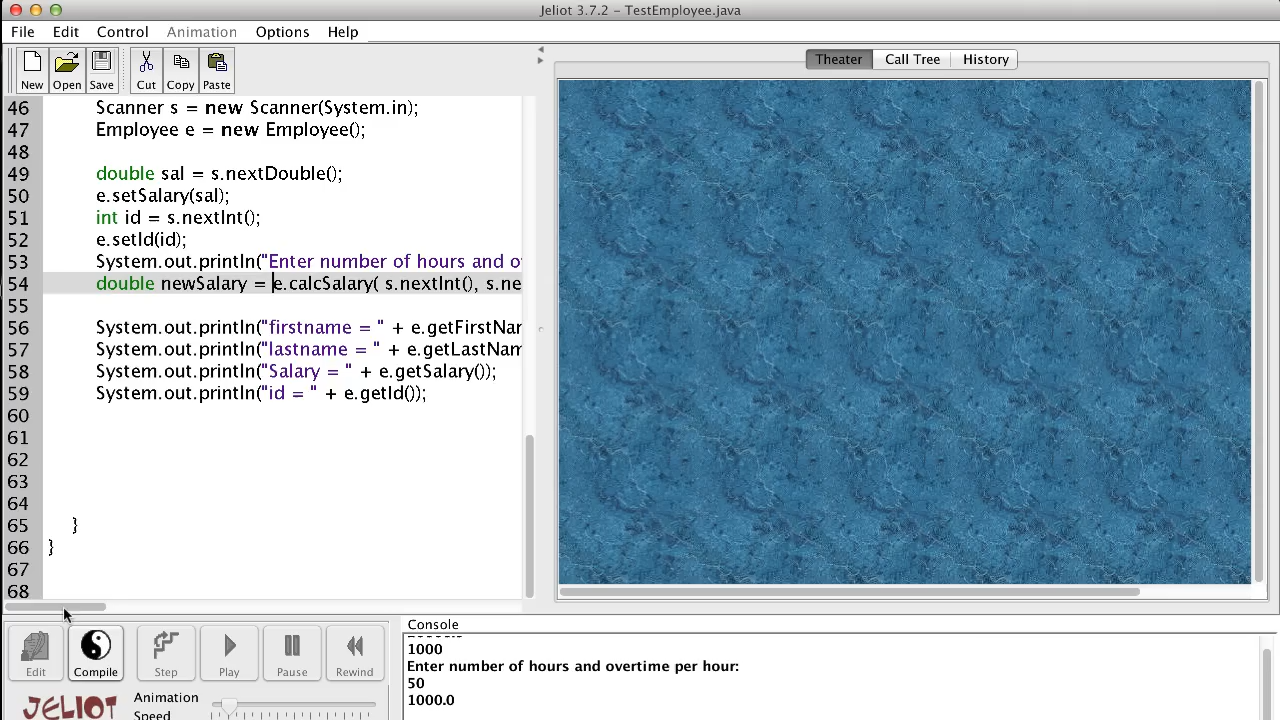 Jeliot 3.7.2 - TestEmployee.java
File Edit Control Animation Options Help
New Open Save Cut Copy Paste
Theater Call Tree History
46 Scanner s = new Scanner(System.in);
47 Employee e = new Employee();
48
49 double sal = s.nextDouble();
50 e.setSalary(sal);
51 int id = s.nextInt();
52 e.setId(id);
53 System.out.println("Enter number of hours and o
54 double newSalary = e.calcSalary( s.nextInt(), s.ne
55
56 System.out.println("firstname = " + e.getFirstNar
57 System.out.println("lastname = " + e.getLastNam
58 System.out.println("Salary = " + e.getSalary());
59 System.out.println("id = " + e.getId());
60
61
62
63
64
65 }
66 }
67
68
Edit Compile Step Play Pause Rewind
JELIOT
Animation
Speed
Console
1000
Enter number of hours and overtime per hour:
50
1000.0